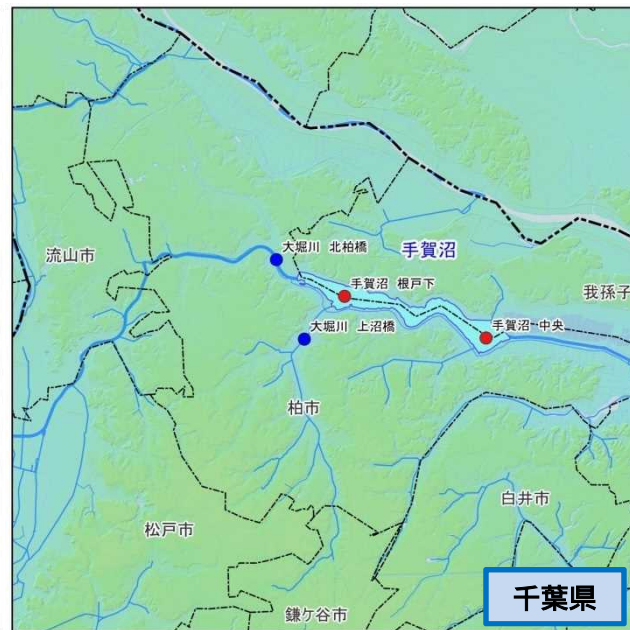 大堀川 北柏橋
手賀沼
流山市
手賀沼 根戸下
我孫子
大堀川 上沼橋
手賀沼 中央
柏市
白井市
松戸市
千葉県
鎌ケ谷市